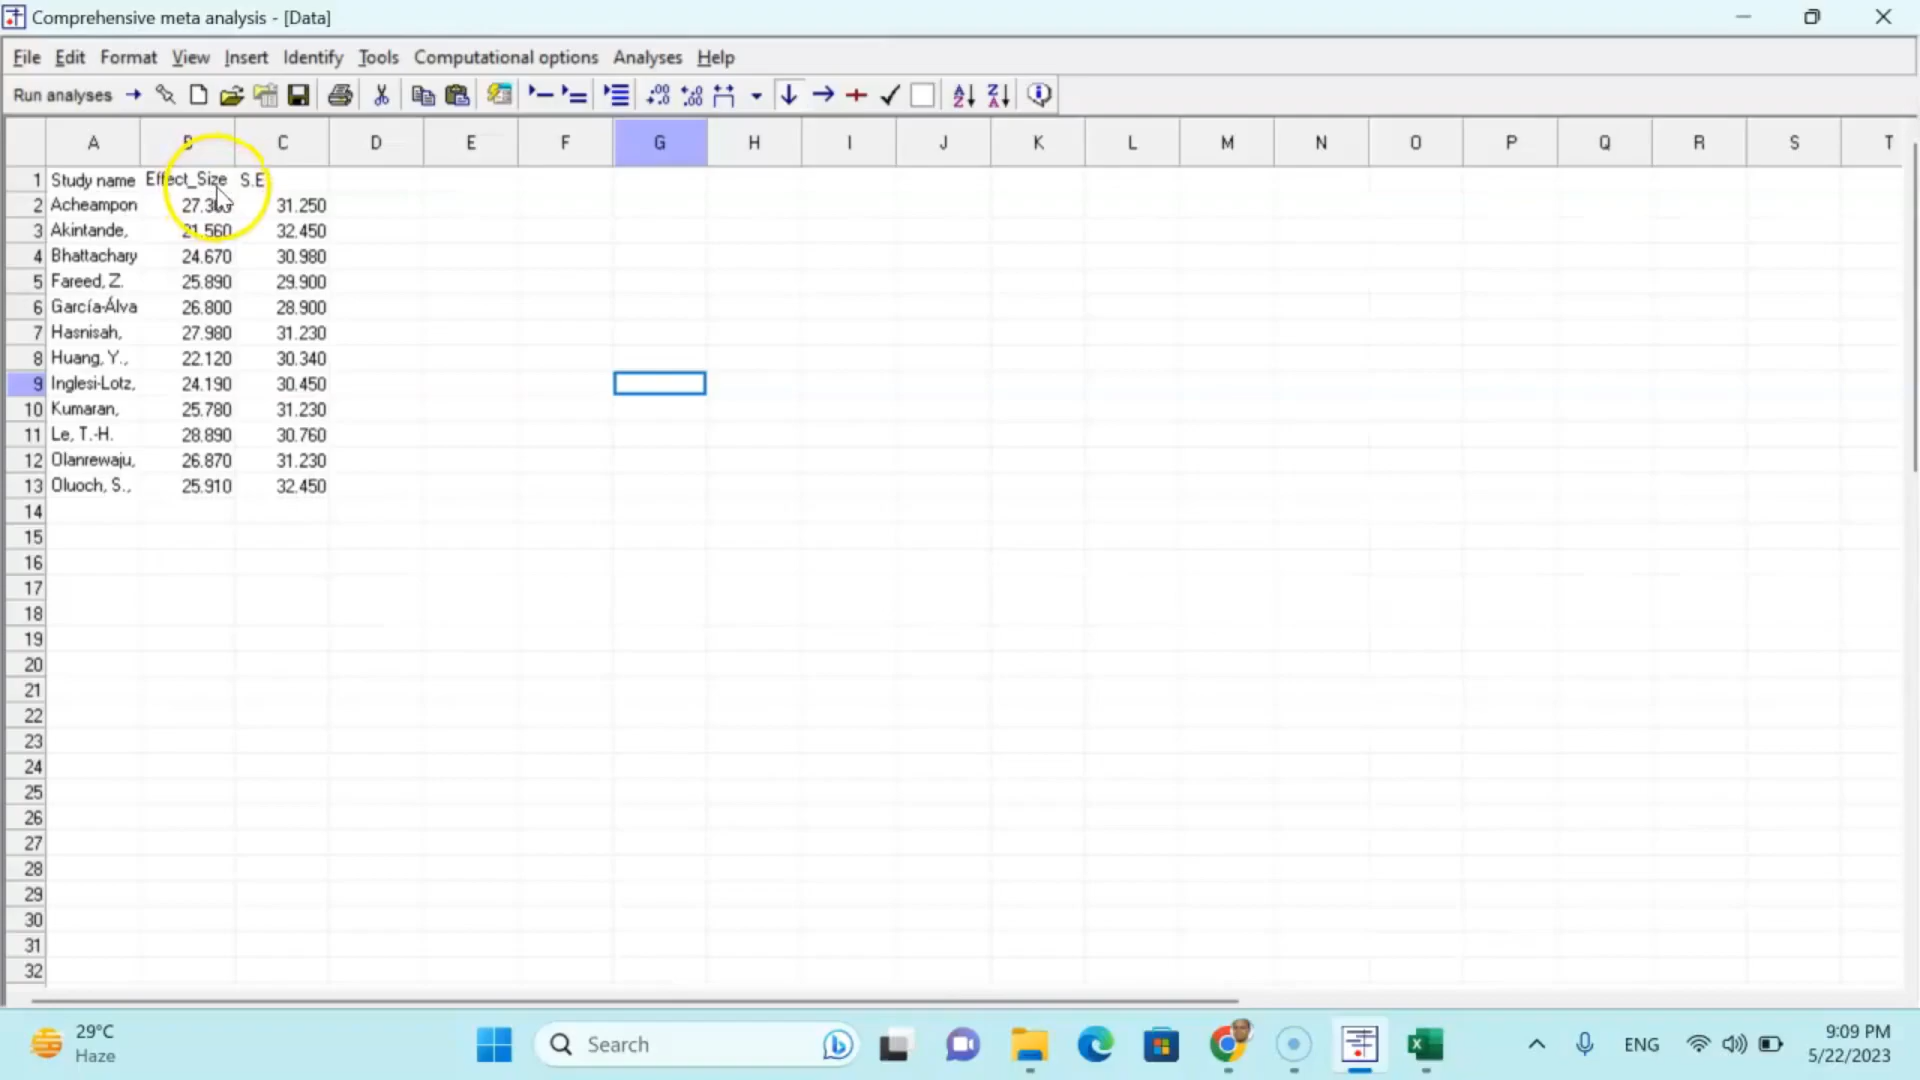 Comprehensive meta analysis - [Data]
File Edit Format View Insert Identify Tools Computational options Analyses Help
Run analyses
A C D E F G H I J K L M N O P Q R S T
1 Study name Effect_Size S.E
2 Acheampon 31.250
3 Akintande, 21.560 32.450
4 Bhattachary 24.670 30.980
5 Fareed, Z. 25.890 29.900
6 García-Álva 26.800 28.900
7 Hasnisah, 27.980 31.230
8 Huang, Y., 22.120 30.340
9 Inglesi-Lotz, 24.190 30.450
10 Kumaran, 25.780 31.230
11 Le, T.-H. 28.890 30.760
12 Olanrewaju, 26.870 31.230
13 Oluoch, S., 25.910 32.450
14
15
16
17
18
19
20
21
22
23
24
25
26
27
28
29
30
31
32
29°C
Haze
Search
ENG
9:09 PM
5/22/2023